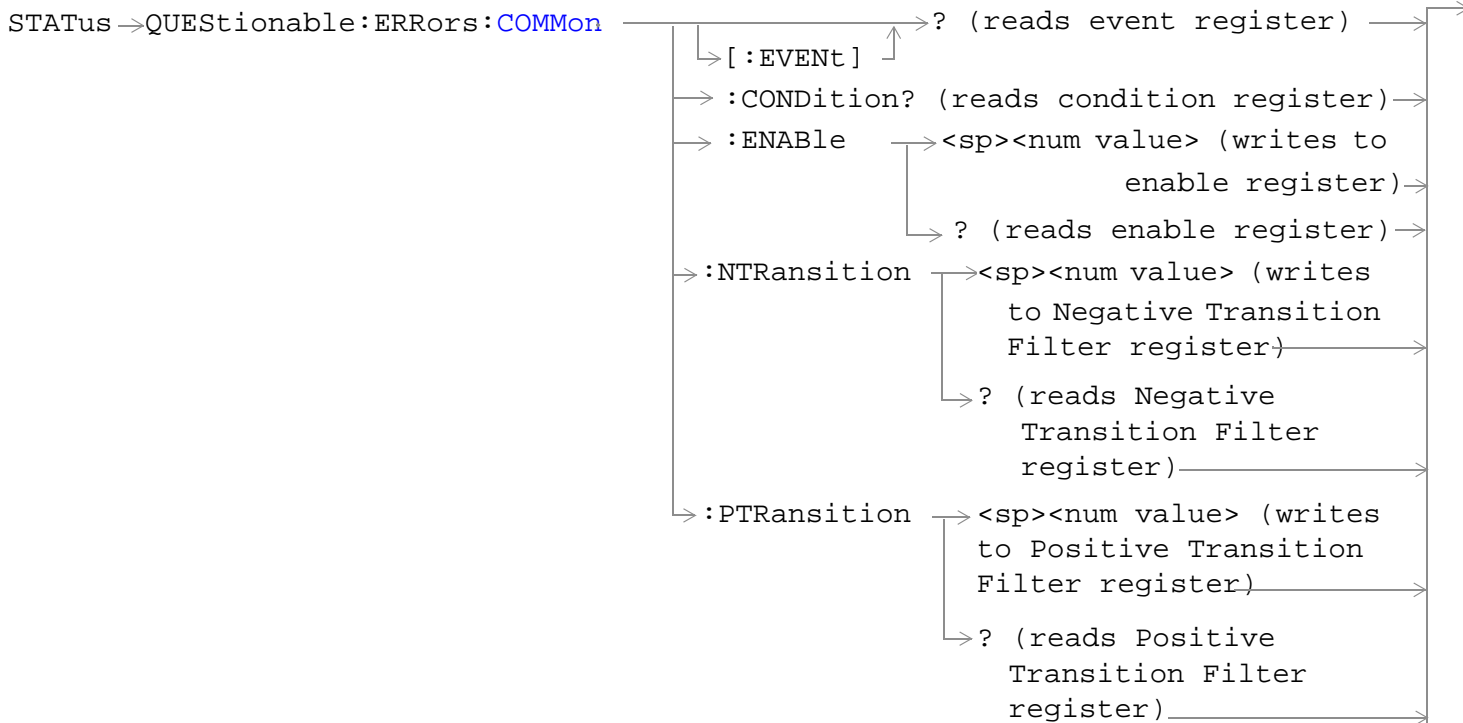 STATus QUEStionable:ERRors:COMMon ? (reads event register)
[:EVENt]
:CONDition? (reads condition register)
:ENABle <sp><num value> (writes to
enable register)
? (reads enable register)
:NTRansition <sp><num value> (writes
to Negative Transition
Filter register)
? (reads Negative
Transition Filter
register)
:PTRansition <sp><num value> (writes
to Positive Transition
Filter register)
? (reads Positive
Transition Filter
register)